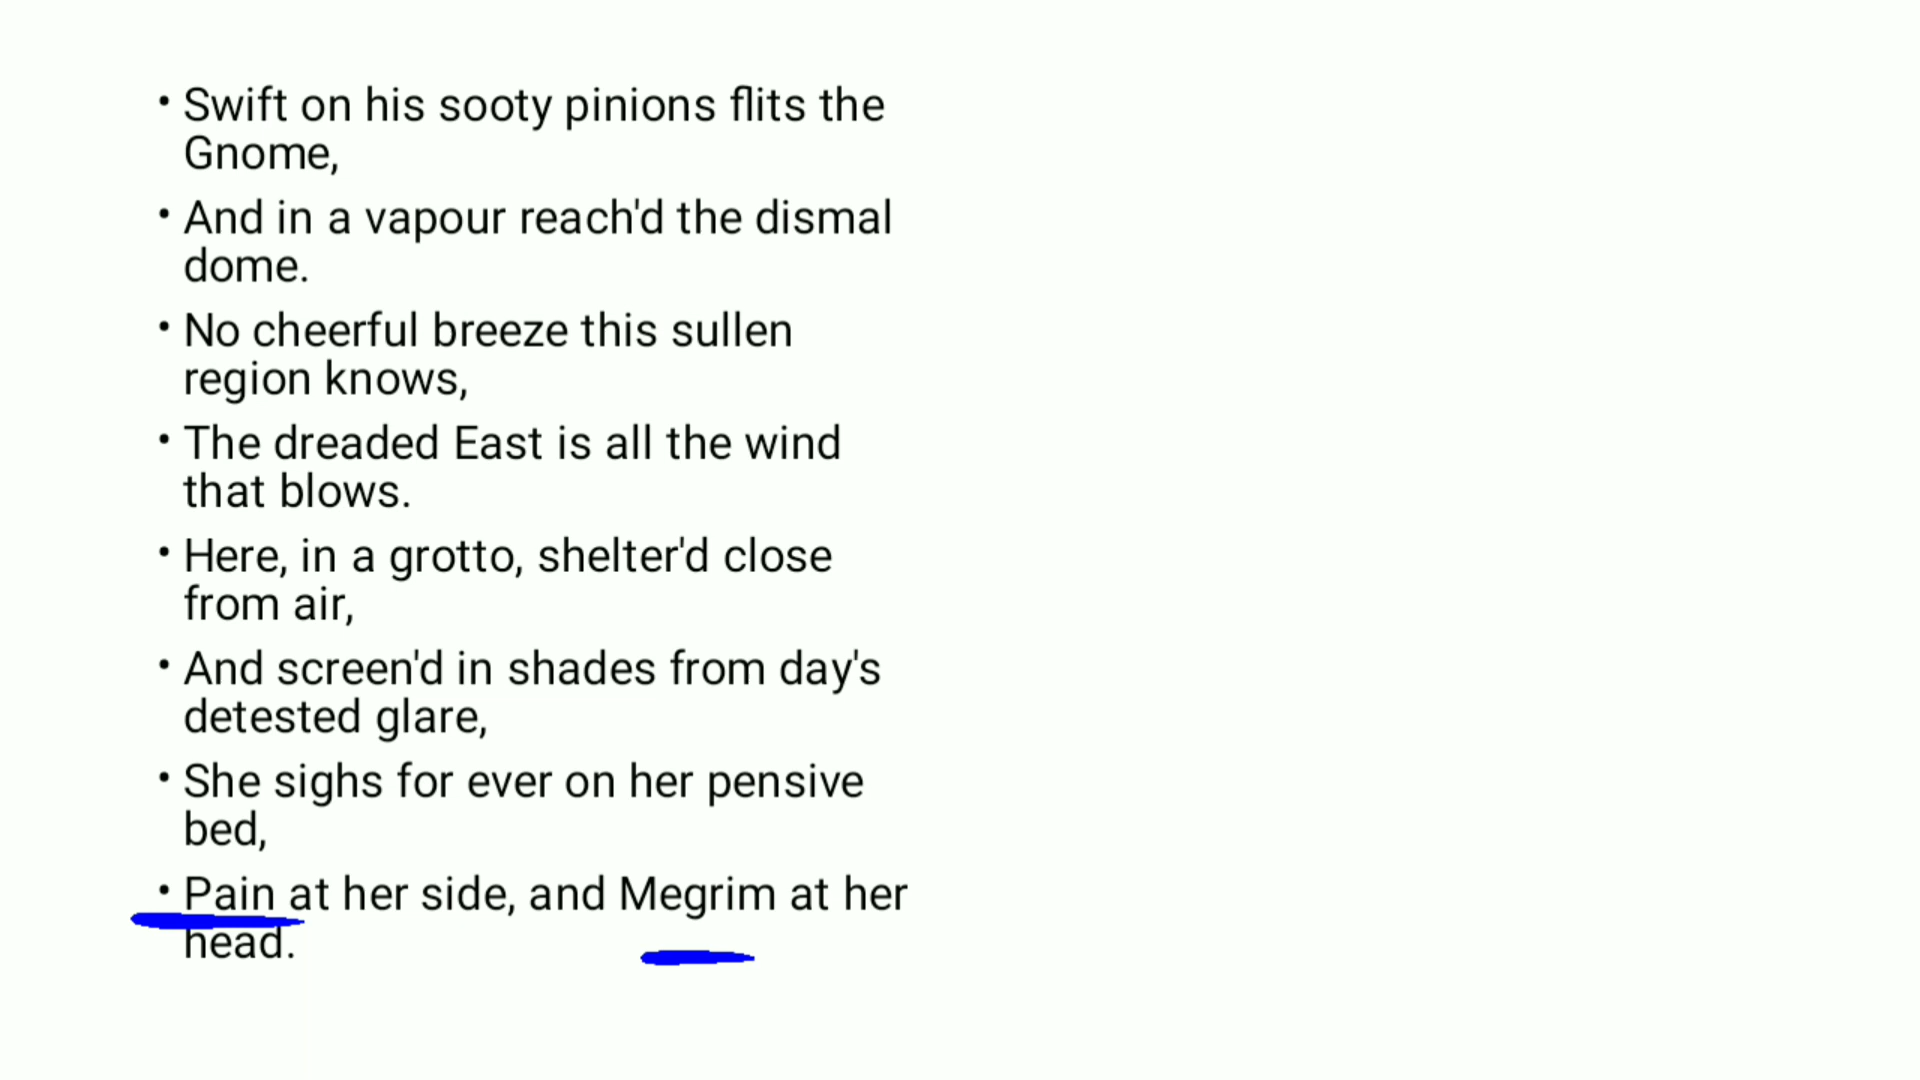 • Swift on his sooty pinions flits the
Gnome,
• And in a vapour reach'd the dismal
dome.
• No cheerful breeze this sullen
region knows,
• The dreaded East is all the wind
that blows.
• Here, in a grotto, shelter'd close
from air,
• And screen'd in shades from day's
detested glare,
• She sighs for ever on her pensive
bed,
• Pain at her side, and Megrim at her
head.